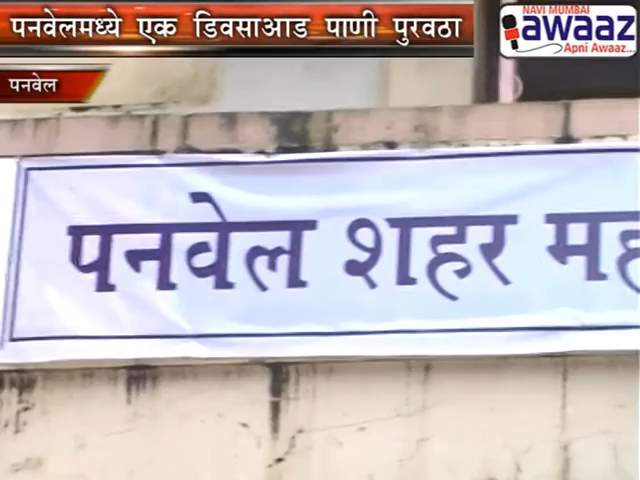 पनवेलमध्ये एक डिवसाआड पाणी पुरवठा
NAVI MUMBAI
awaaz
Apni Awaaz...
पनवेल
पनवेल शहर मह